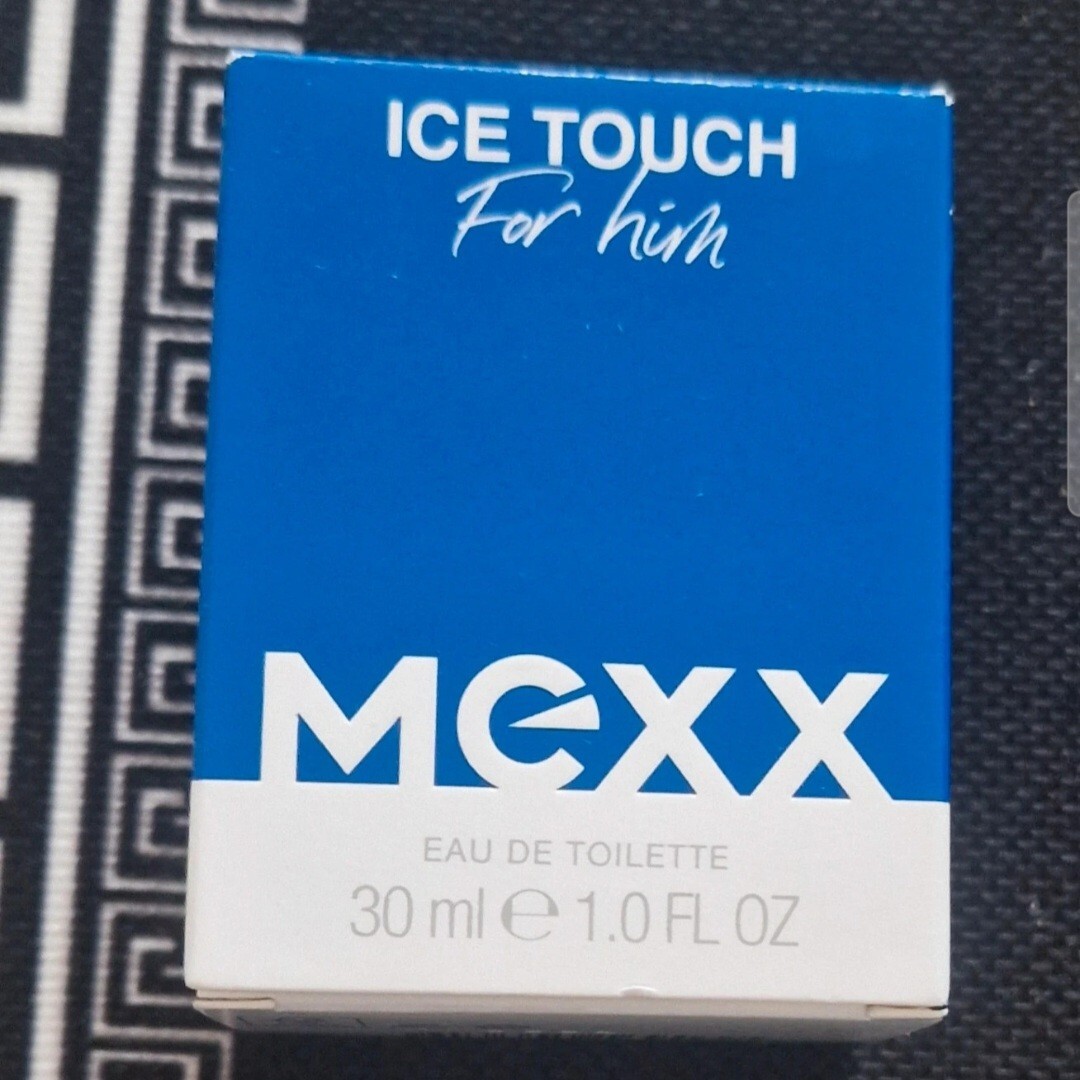 ICE TOUCH
For him
MEXX
EAU DE TOILETTE
30 ml ℮ 1.0 FL OZ